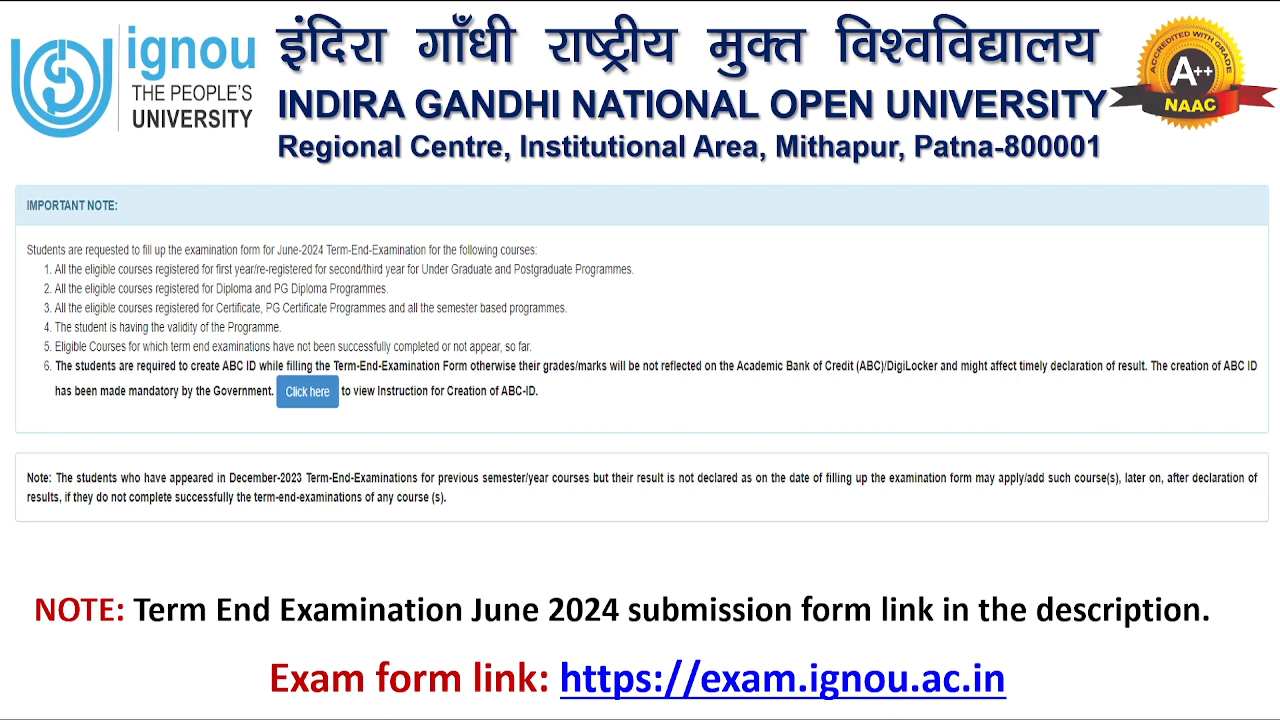 ignou
THE PEOPLE'S
UNIVERSITY
इंदिरा गाँधी राष्ट्रीय मुक्त विश्वविद्यालय
INDIRA GANDHI NATIONAL OPEN UNIVERSITY
Regional Centre, Institutional Area, Mithapur, Patna-800001
ACCREDITED WITH GRADE
A++
NAAC
IMPORTANT NOTE:
Students are requested to fill up the examination form for June-2024 Term-End-Examination for the following courses:
1. All the eligible courses registered for first year/re-registered for second/third year for Under Graduate and Postgraduate Programmes.
2. All the eligible courses registered for Diploma and PG Diploma Programmes.
3. All the eligible courses registered for Certificate, PG Certificate Programmes and all the semester based programmes.
4. The student is having the validity of the Programme.
5. Eligible Courses for which term end examinations have not been successfully completed or not appear, so far.
6. The students are required to create ABC ID while filling the Term-End-Examination Form otherwise their grades/marks will be not reflected on the Academic Bank of Credit (ABC)/DigiLocker and might affect timely declaration of result. The creation of ABC ID
has been made mandatory by the Government. Click here to view Instruction for Creation of ABC-ID.
Note: The students who have appeared in December-2023 Term-End-Examinations for previous semester/year courses but their result is not declared as on the date of filling up the examination form may apply/add such course(s), later on, after declaration of
results, if they do not complete successfully the term-end-examinations of any course (s).
NOTE: Term End Examination June 2024 submission form link in the description.
Exam form link: https://exam.ignou.ac.in